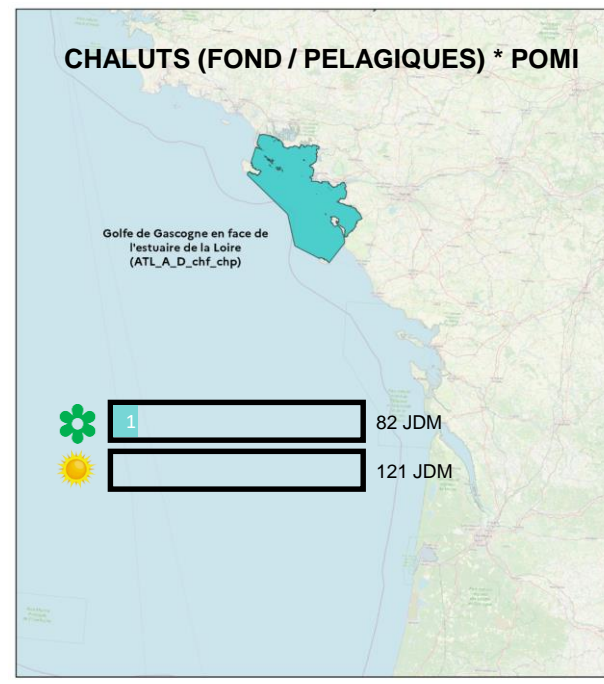 CHALUTS (FOND / PELAGIQUES) * POMI
Golfe de Gascogne en face de
l'estuaire de la Loire
(ATL_A_D_chf_chp)
1
82 JDM
121 JDM